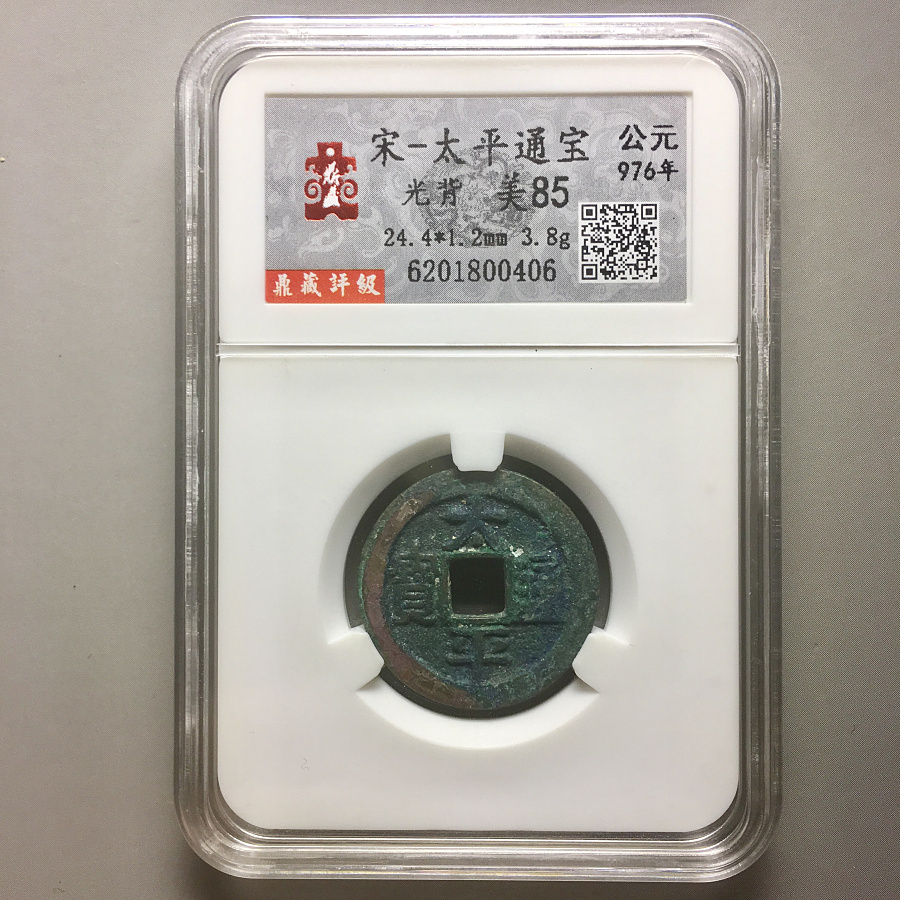 宋-太平通宝
公元
976年
光背 美85
24.4*1.2mm 3.8g
6201800406
鼎藏評級
太
寶 通
平